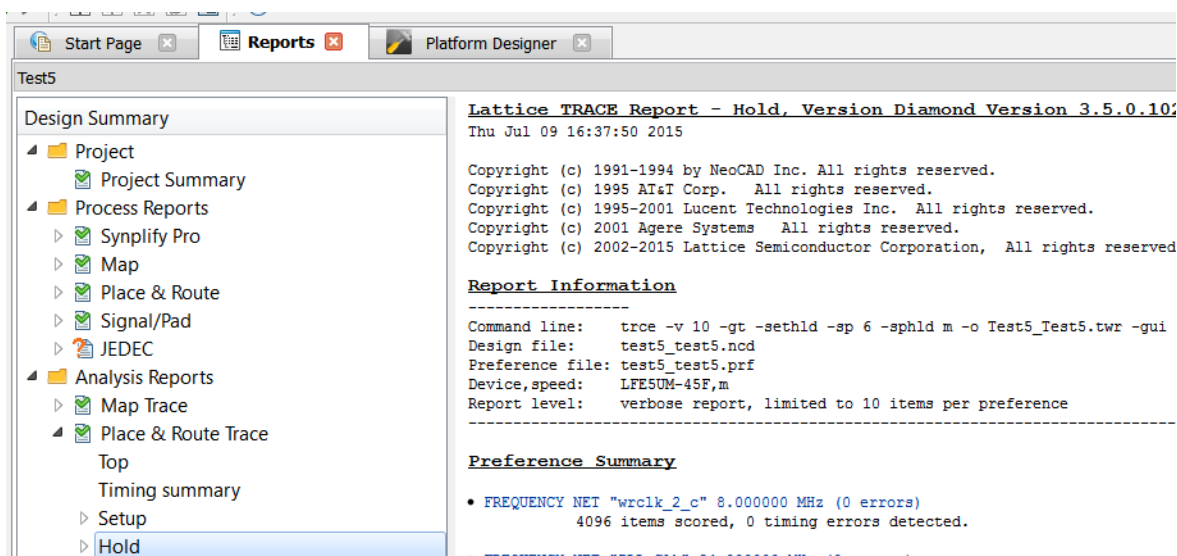 Start Page
Reports
Platform Designer
Test5
Design Summary
Project
Project Summary
Process Reports
Synplify Pro
Map
Place & Route
Signal/Pad
JEDEC
Analysis Reports
Map Trace
Place & Route Trace
Top
Timing summary
Setup
Hold
Lattice TRACE Report - Hold, Version Diamond Version 3.5.0.102
Thu Jul 09 16:37:50 2015
Copyright (c) 1991-1994 by NeoCAD Inc. All rights reserved.
Copyright (c) 1995 AT&T Corp. All rights reserved.
Copyright (c) 1995-2001 Lucent Technologies Inc. All rights reserved.
Copyright (c) 2001 Agere Systems All rights reserved.
Copyright (c) 2002-2015 Lattice Semiconductor Corporation, All rights reserved
Report Information
------------------
Command line: trce -v 10 -gt -sethld -sp 6 -sphld m -o Test5_Test5.twr -gui
Design file: test5_test5.ncd
Preference file: test5_test5.prf
Device,speed: LFE5UM-45F,m
Report level: verbose report, limited to 10 items per preference
--------------------------------------------------------------------------------
Preference Summary
• FREQUENCY NET "wrclk_2_c" 8.000000 MHz (0 errors)
4096 items scored, 0 timing errors detected.